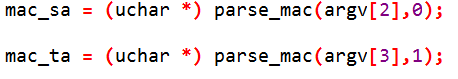 mac_sa = (uchar *) parse_mac(argv[2],0);
mac_ta = (uchar *) parse_mac(argv[3],1);